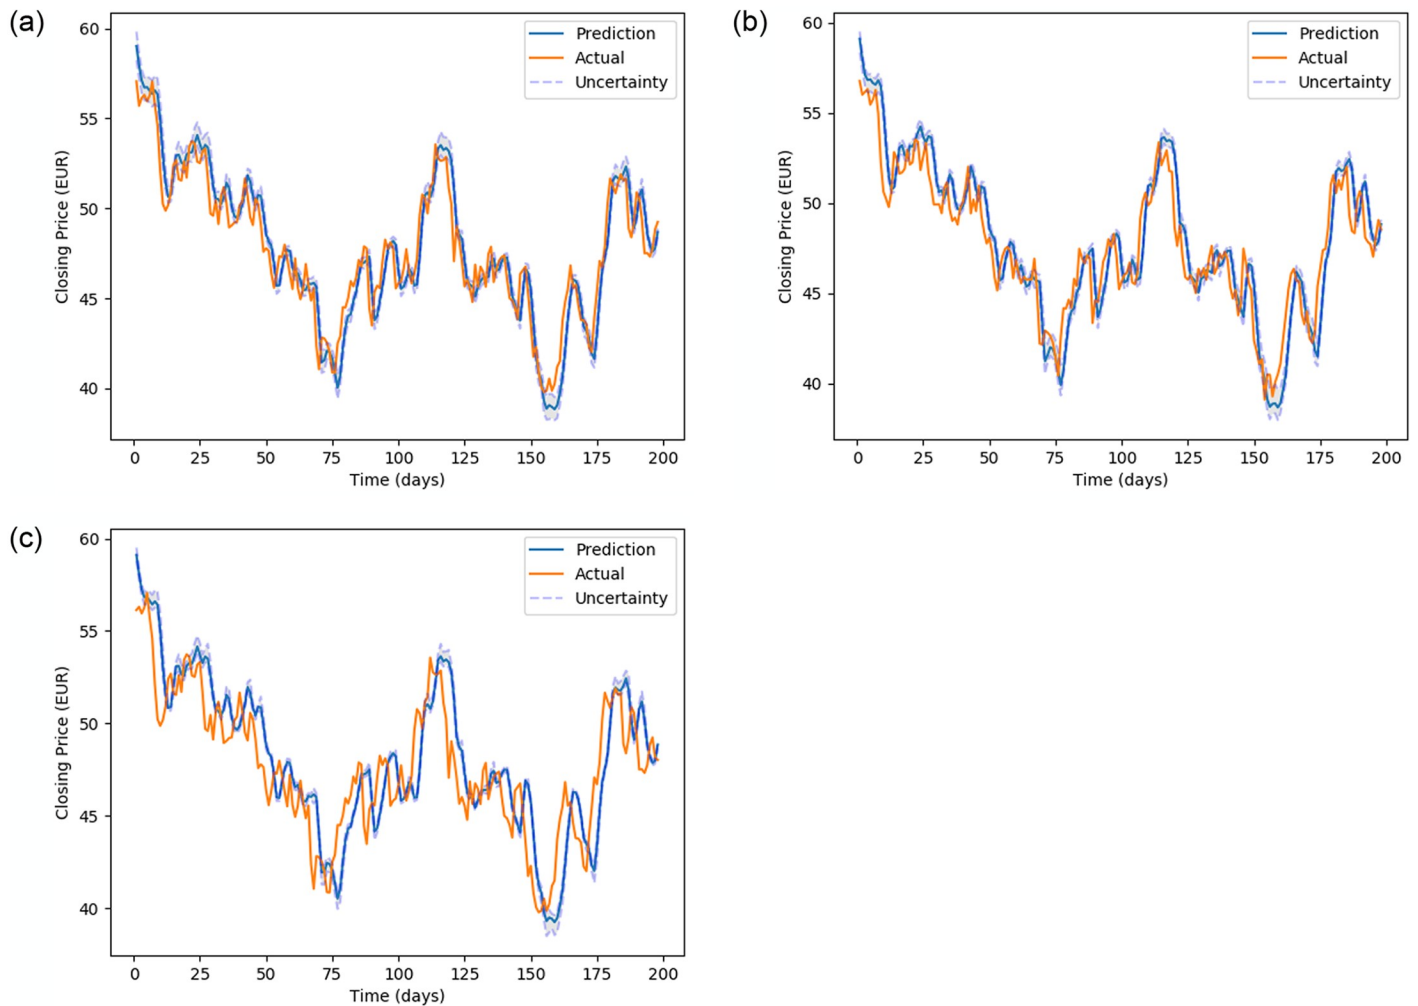 (a)
60
55
50
45
40
Closing Price (EUR)
Prediction
Actual
Uncertainty
0 25 50 75 100 125 150 175 200
Time (days)
(b)
60
55
50
45
40
Closing Price (EUR)
Prediction
Actual
Uncertainty
0 25 50 75 100 125 150 175 200
Time (days)
(c)
60
55
50
45
40
Closing Price (EUR)
Prediction
Actual
Uncertainty
0 25 50 75 100 125 150 175 200
Time (days)